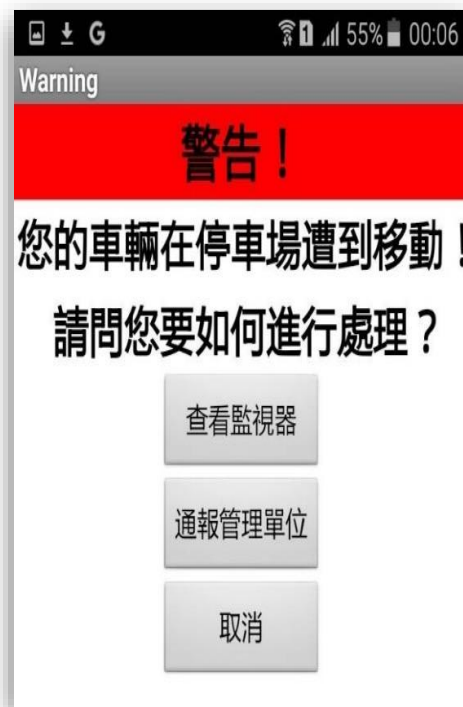 G 1 55% 00:06
Warning
警告！
您的車輛在停車場遭到移動！
請問您要如何進行處理？
查看監視器
通報管理單位
取消